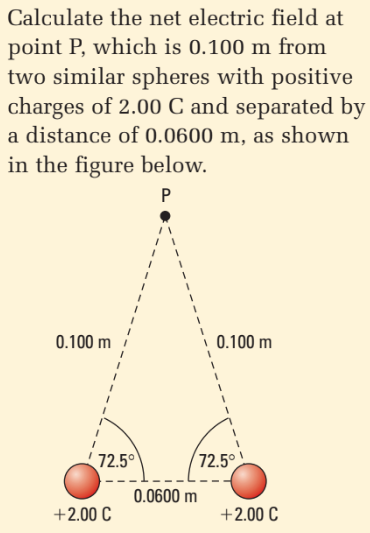 Calculate the net electric field at
point P, which is 0.100 m from
two similar spheres with positive
charges of 2.00 C and separated by
a distance of 0.0600 m, as shown
in the figure below.
P
0.100 m
0.100 m
72.5°
72.5°
0.0600 m
+2.00 C
+2.00 C